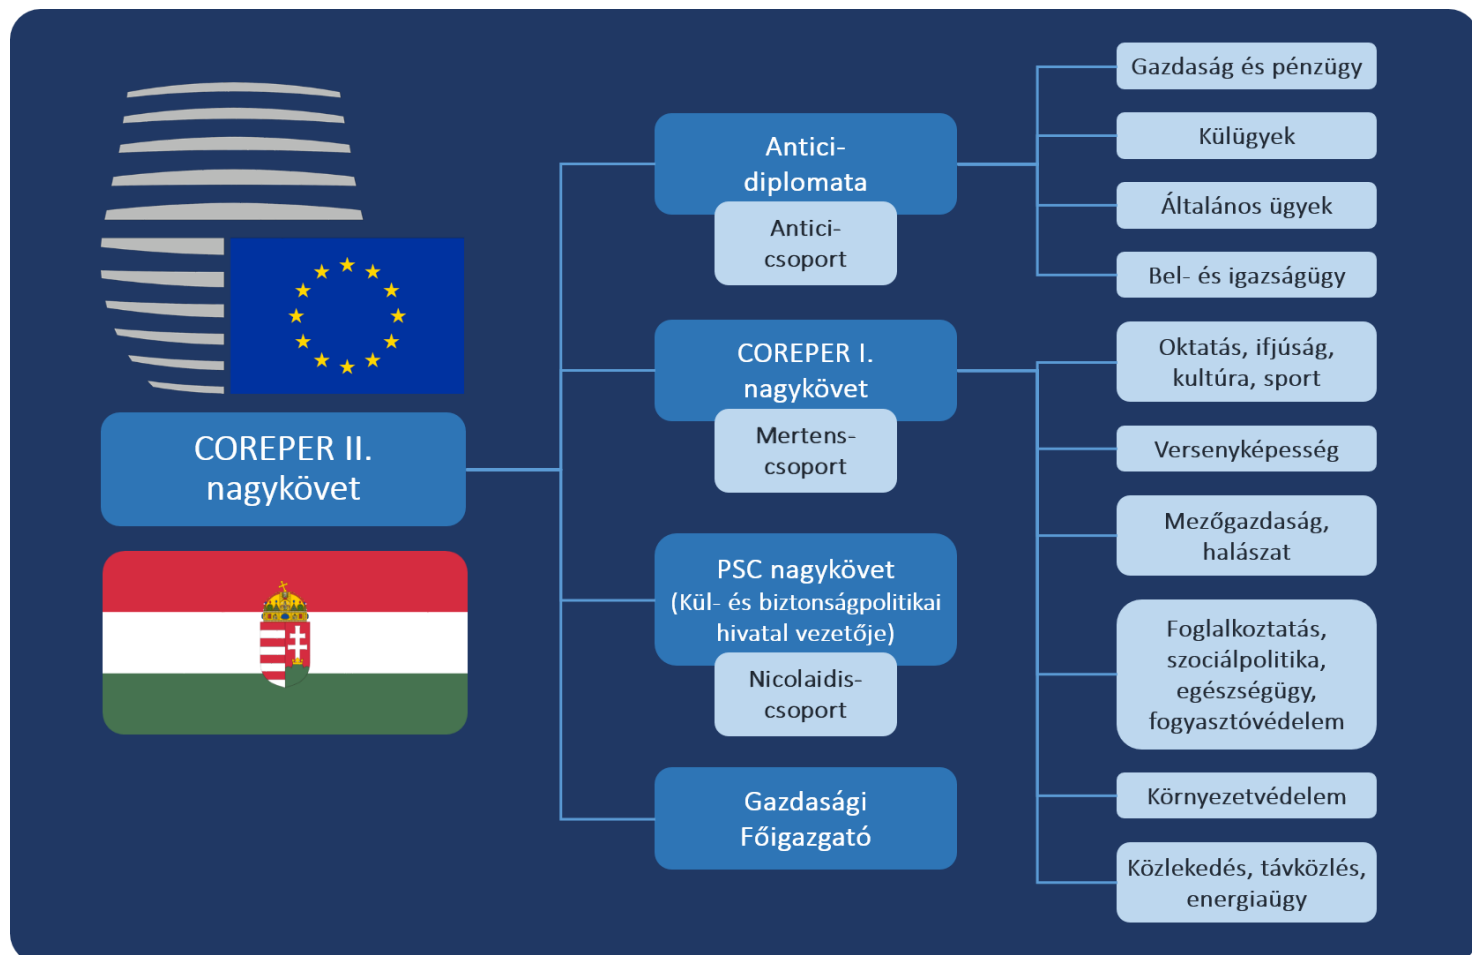 COREPER II.
nagykövet
Antici-
diplomata
Antici-
csoport
COREPER I.
nagykövet
Mertens-
csoport
PSC nagykövet
(Kül- és biztonságpolitikai
hivatal vezetője)
Nicolaidis-
csoport
Gazdasági
Főigazgató
Gazdaság és pénzügy
Külügyek
Általános ügyek
Bel- és igazságügy
Oktatás, ifjúság,
kultúra, sport
Versenyképesség
Mezőgazdaság,
halászat
Foglalkoztatás,
szociálpolitika,
egészségügy,
fogyasztóvédelem
Környezetvédelem
Közlekedés, távközlés,
energiaügy